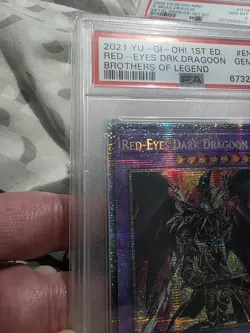 2021 YU-GI-OH! 1ST ED. #EN
RED-EYES DRK.DRAGOON GEM
BROTHERS OF LEGEND
PSA 6732
RED-EYES DARK DRAGOON